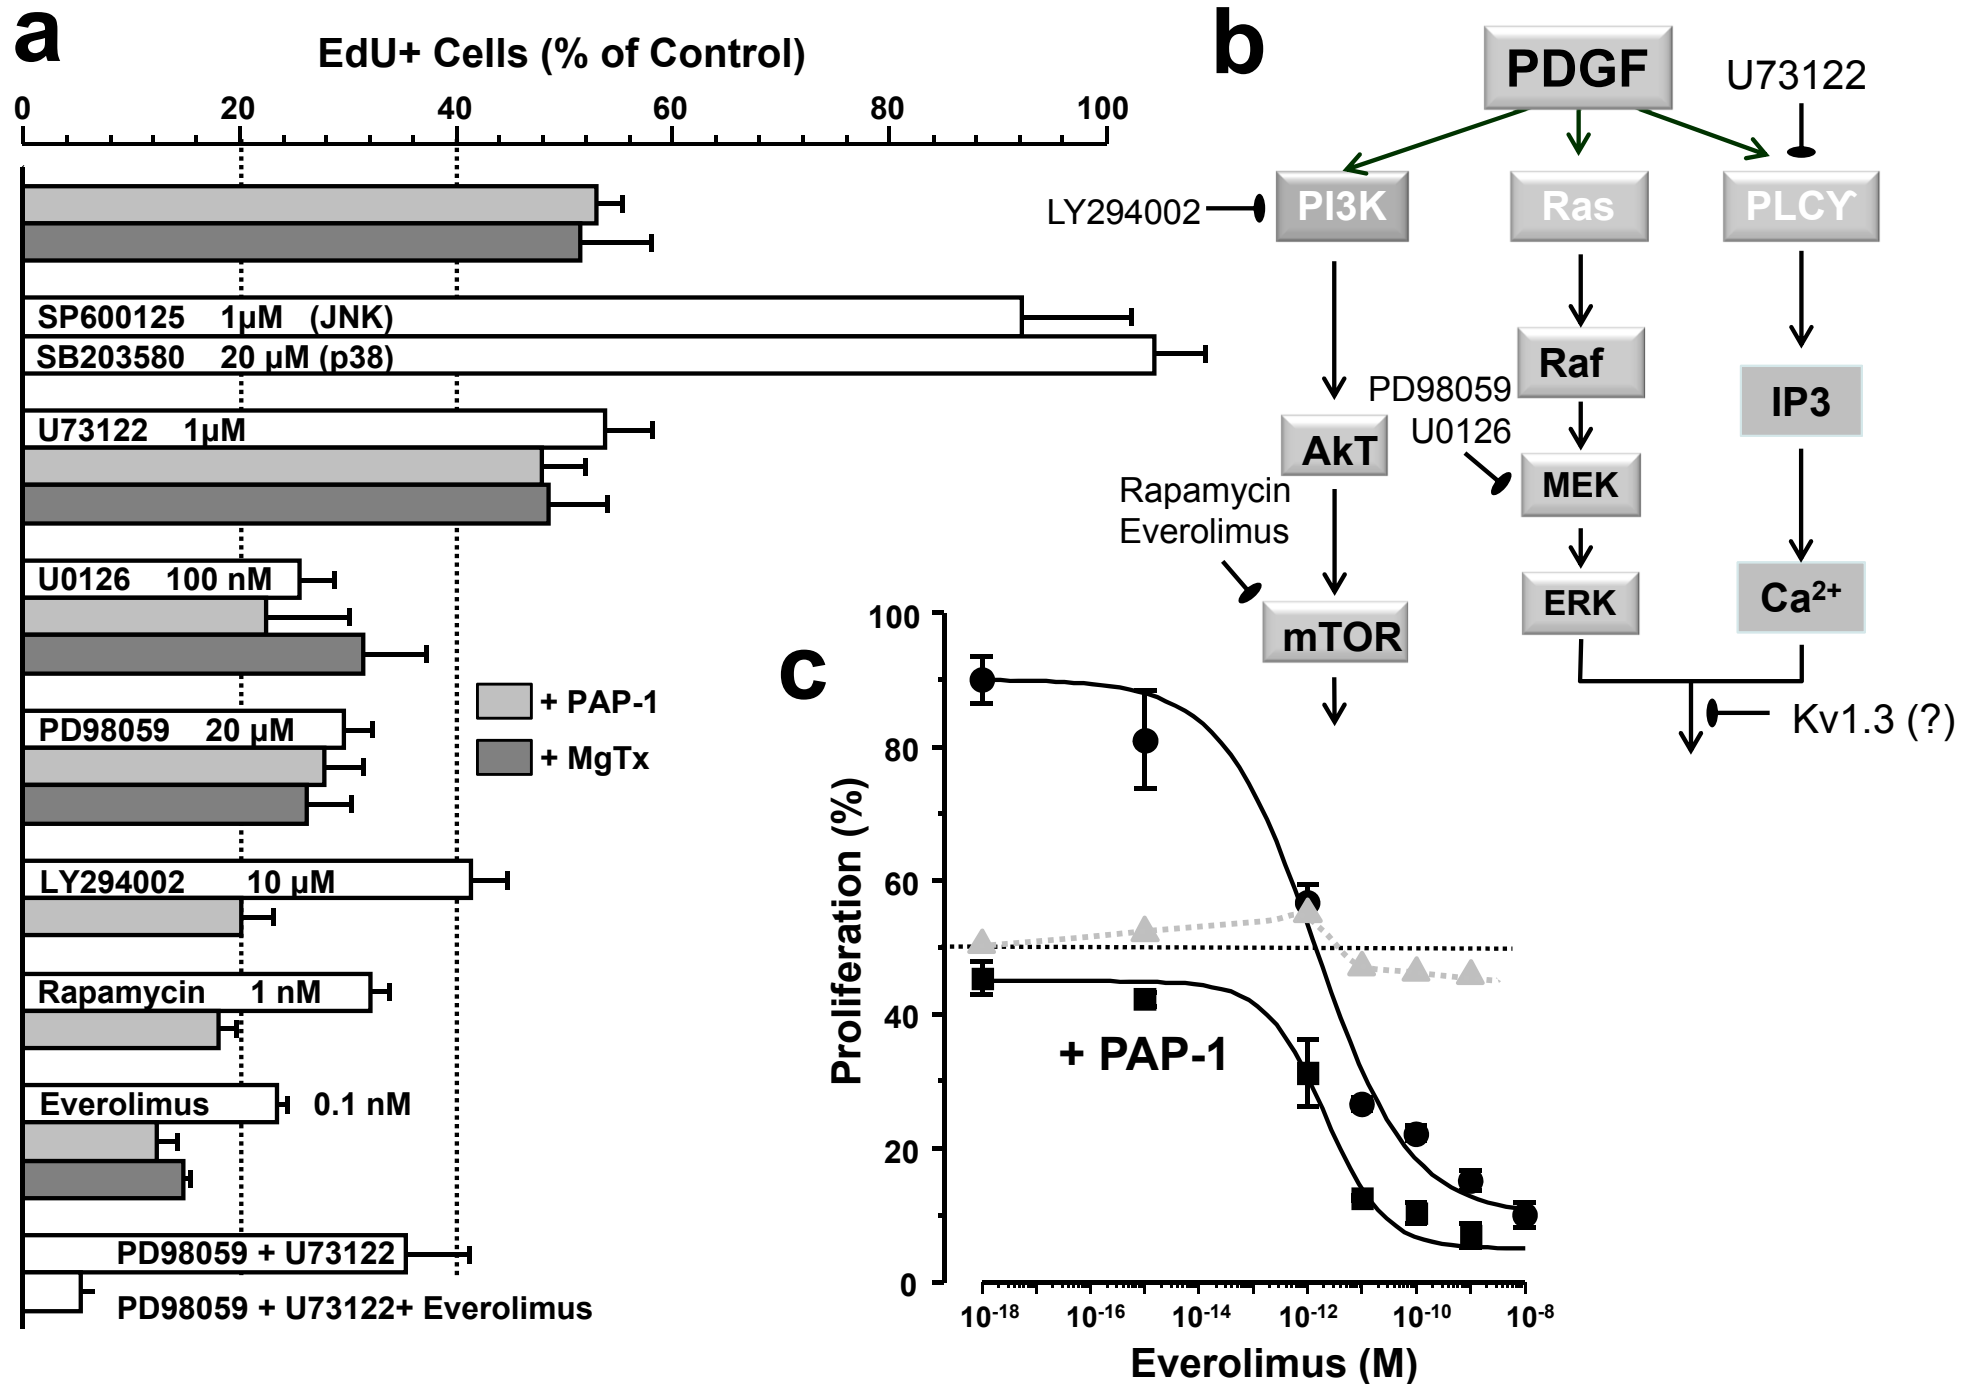 a
EdU+ Cells (% of Control)
0 20 40 60 80 100
SP600125 1µM (JNK)
SB203580 20 µM (p38)
U73122 1µM
U0126 100 nM
+ PAP-1
PD98059 20 µM
+ MgTx
LY294002 10 µM
Rapamycin 1 nM
Everolimus 0.1 nM
PD98059 + U73122
PD98059 + U73122+ Everolimus
b
PDGF
U73122
LY294002
PI3K
Ras
PLCϒ
Raf
PD98059
U0126
IP3
AkT
MEK
Rapamycin
Everolimus
ERK
Ca²⁺
mTOR
Kv1.3 (?)
c
Proliferation (%)
100
80
60
40
20
0
+ PAP-1
10⁻¹⁸ 10⁻¹⁶ 10⁻¹⁴ 10⁻¹² 10⁻¹⁰ 10⁻⁸
Everolimus (M)